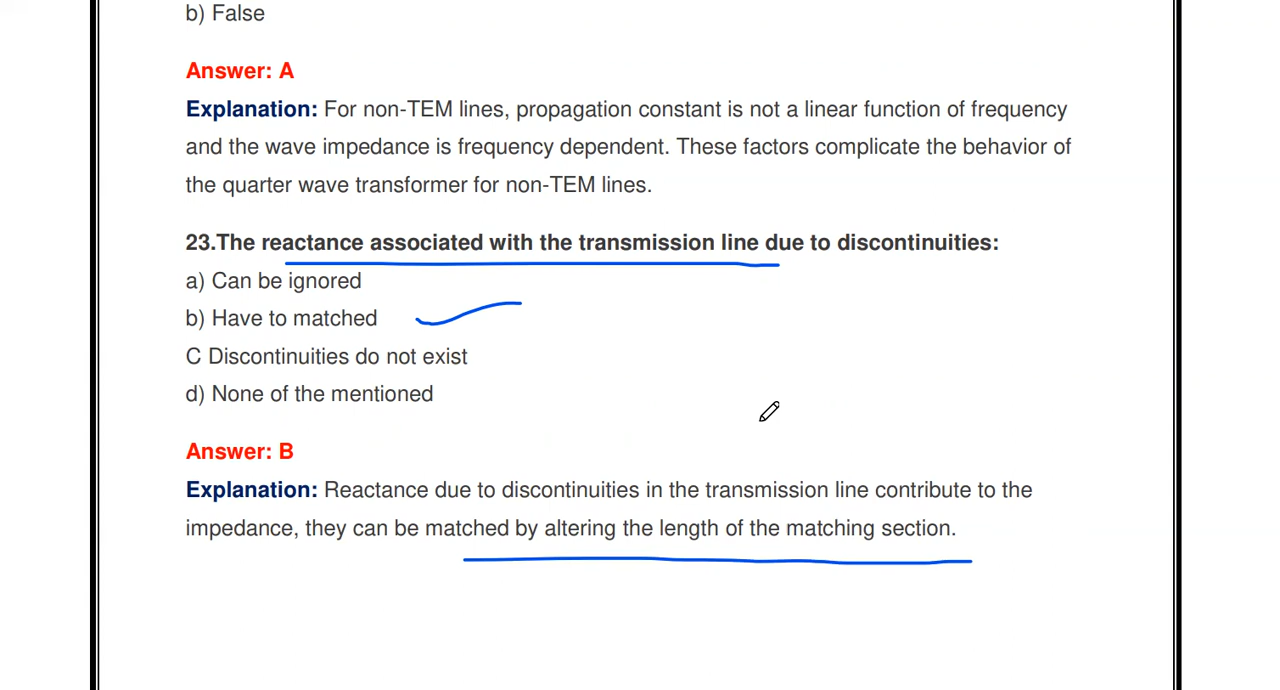 b) False
Answer: A
Explanation: For non-TEM lines, propagation constant is not a linear function of frequency
and the wave impedance is frequency dependent. These factors complicate the behavior of
the quarter wave transformer for non-TEM lines.
23.The reactance associated with the transmission line due to discontinuities:
a) Can be ignored
b) Have to matched
C Discontinuities do not exist
d) None of the mentioned
Answer: B
Explanation: Reactance due to discontinuities in the transmission line contribute to the
impedance, they can be matched by altering the length of the matching section.